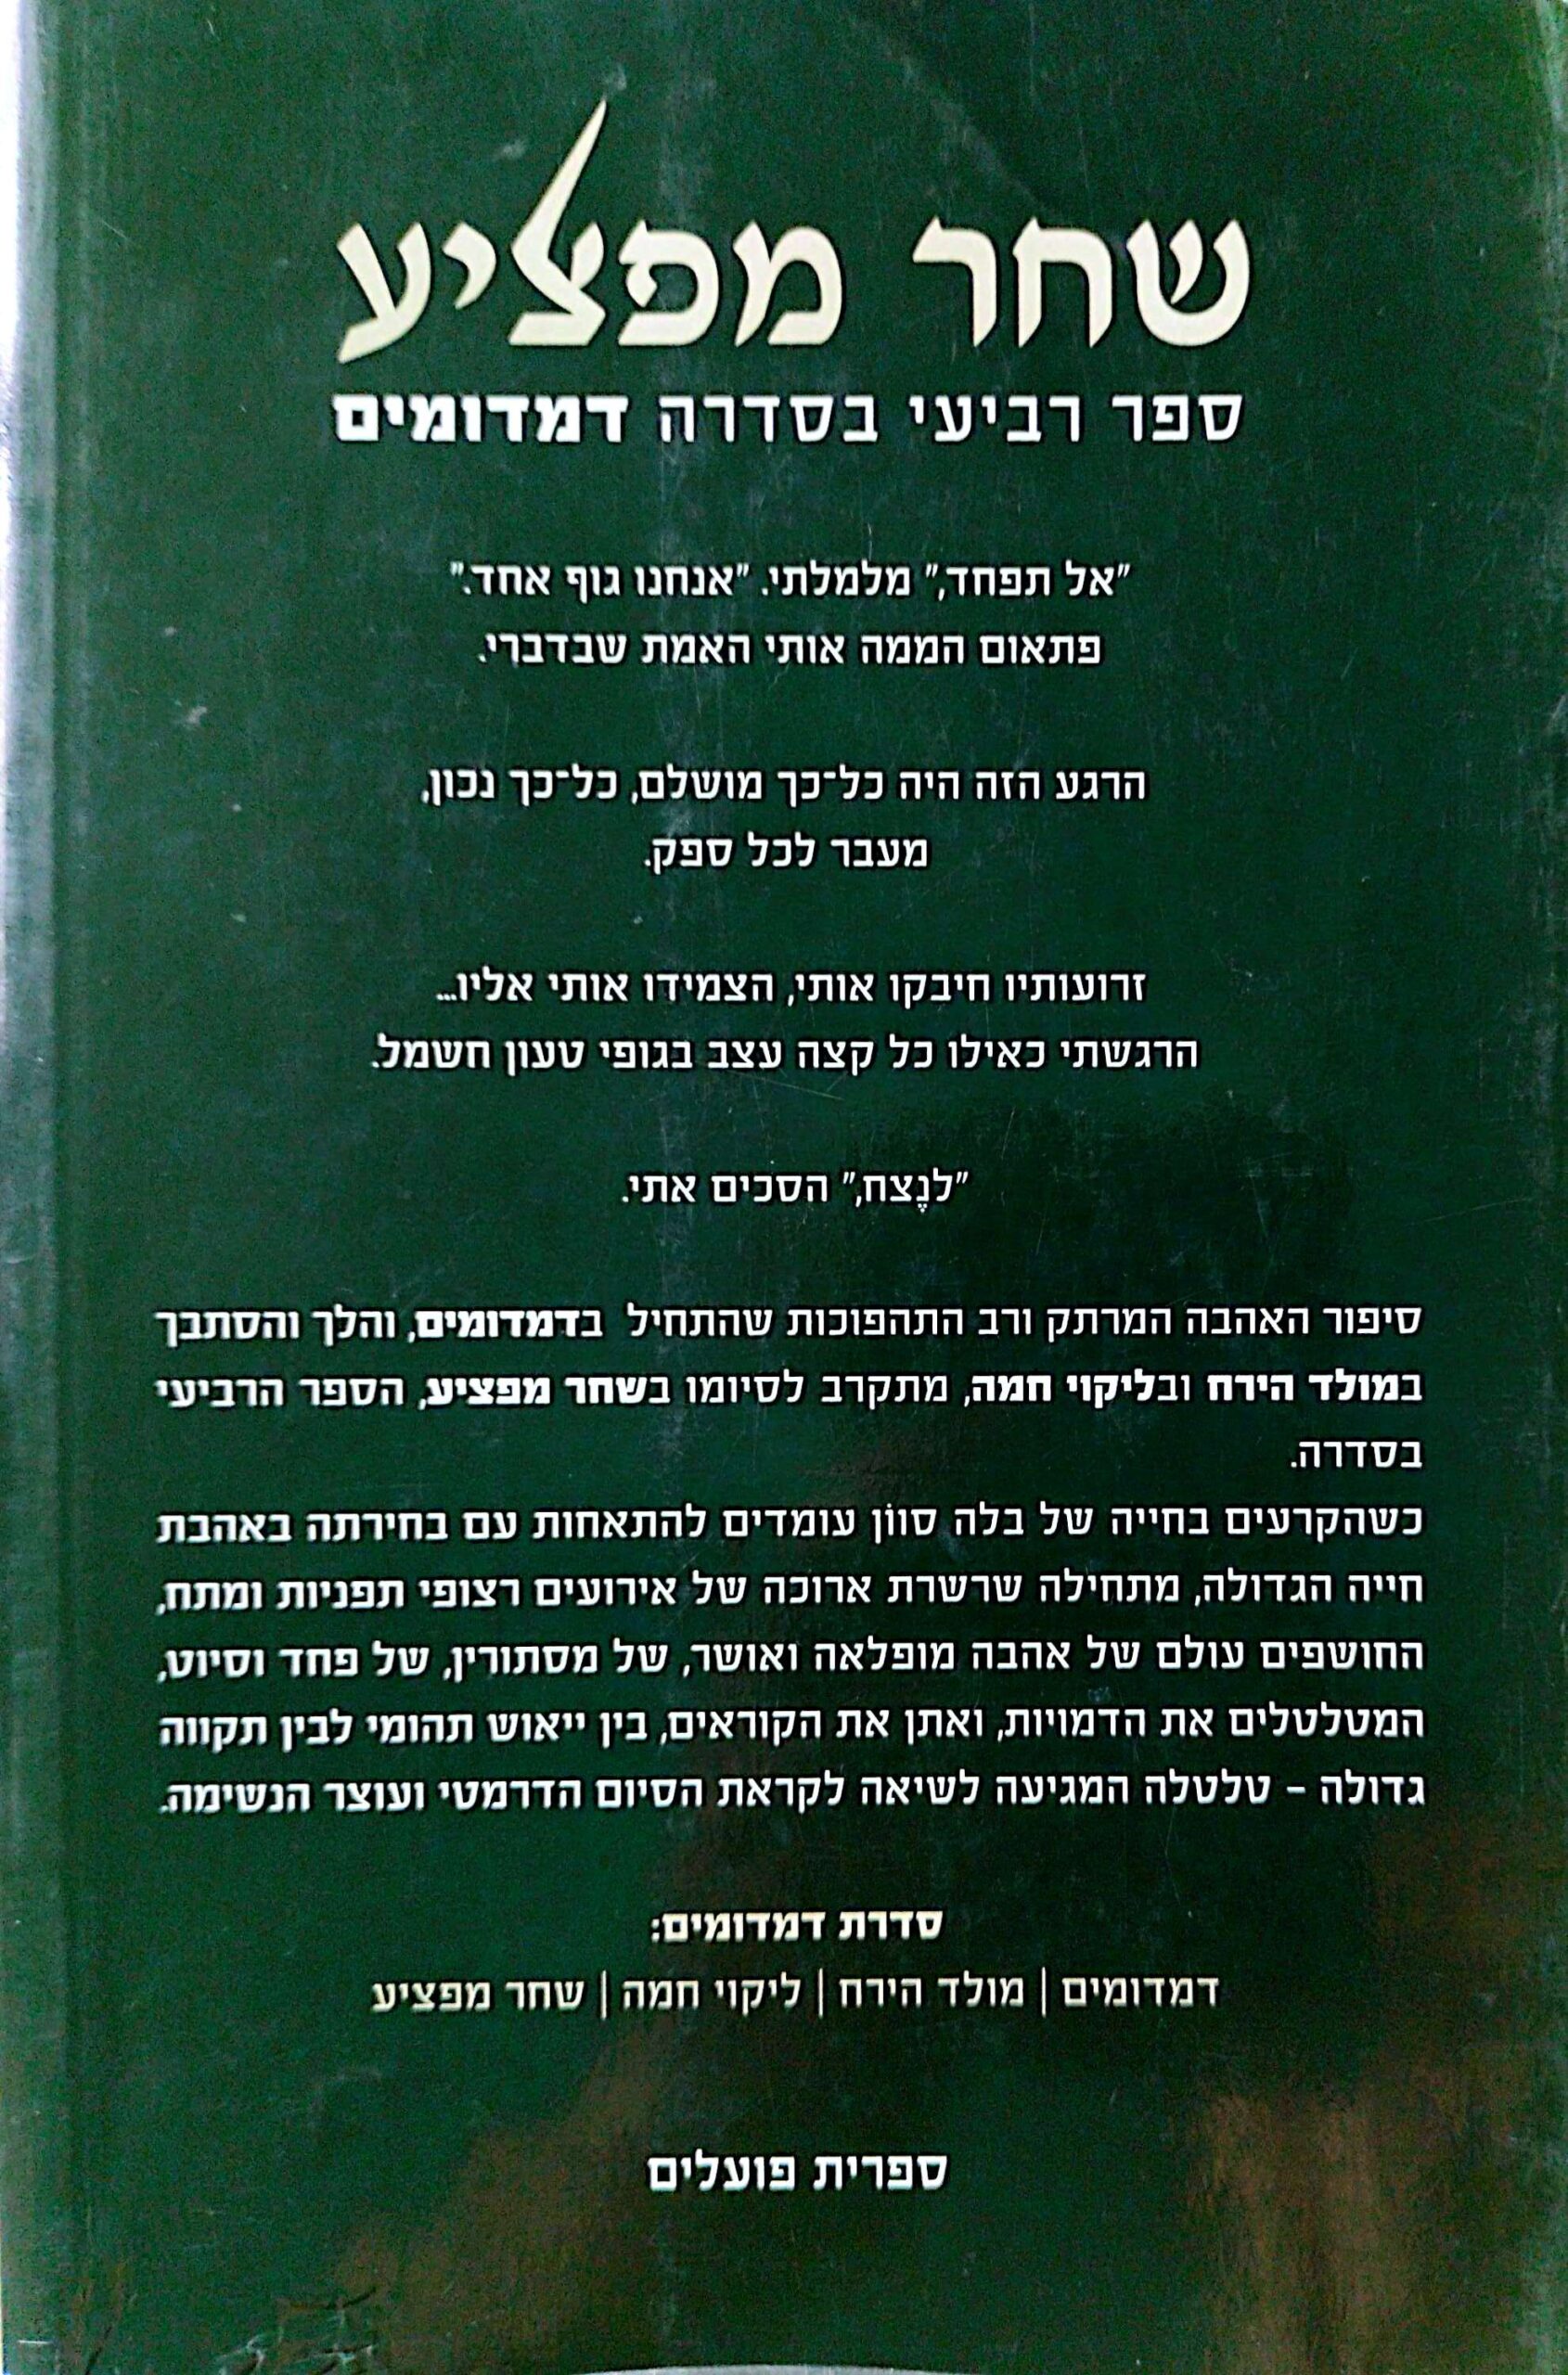 שחר מפציע
ספר רביעי בסדרה דמדומים
"אל תפחד," מלמלתי. "אנחנו גוף אחד."
פתאום הממה אותי האמת שבדברי.
הרגע הזה היה כל־כך מושלם, כל־כך נכון,
מעבר לכל ספק.
זרועותיו חיבקו אותי, הצמידו אותי אליו...
הרגשתי כאילו כל קצה עצב בגופי טעון חשמל.
"לנֶצח," הסכים אתי.
סיפור האהבה המרתק ורב התהפוכות שהתחיל בדמדומים, והלך והסתבך
במולד הירח ובליקוי חמה, מתקרב לסיומו בשחר מפציע, הספר הרביעי
בסדרה.
כשהקרעים בחייה של בלה סווֹן עומדים להתאחות עם בחירתה באהבת
חייה הגדולה, מתחילה שרשרת ארוכה של אירועים רצופי תפניות ומתח,
החושפים עולם של אהבה מופלאה ואושר, של מסתורין, של פחד וסיוט,
המטלטלים את הדמויות, ואתן את הקוראים, בין ייאוש תהומי לבין תקווה
גדולה – טלטלה המגיעה לשיאה לקראת הסיום הדרמטי ועוצר הנשימה.
סדרת דמדומים:
דמדומים | מולד הירח | ליקוי חמה | שחר מפציע
ספרית פועלים